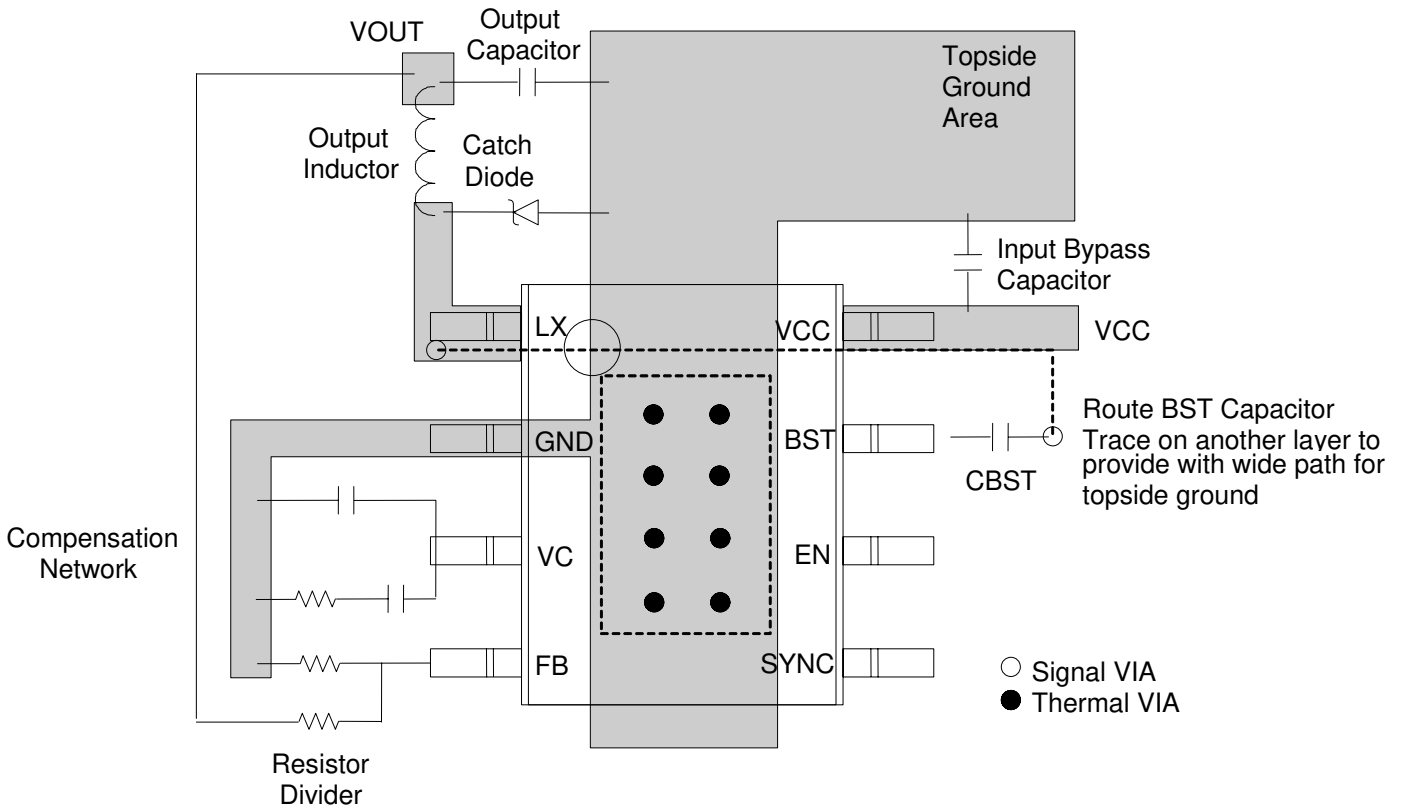 VOUT
Output
Capacitor
Topside
Ground
Area
Output
Inductor
Catch
Diode
Input Bypass
Capacitor
LX
VCC
VCC
GND
BST
CBST
Route BST Capacitor
Trace on another layer to
provide with wide path for
topside ground
Compensation
Network
VC
EN
FB
SYNC
Signal VIA
Thermal VIA
Resistor
Divider